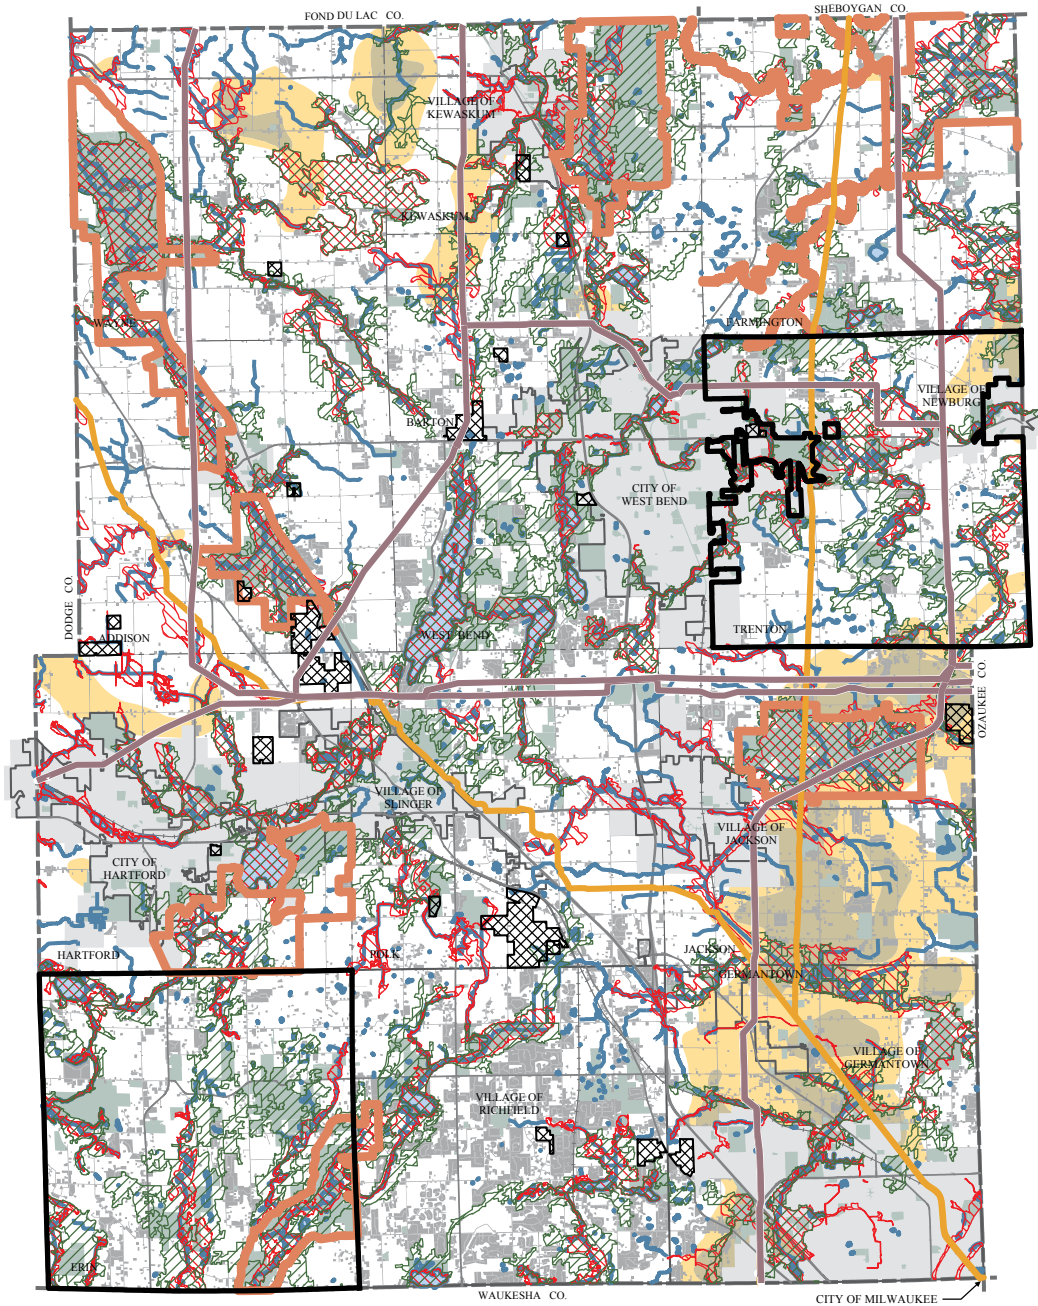 FOND DU LAC CO.
SHEBOYGAN CO.
VILLAGE OF
KEWASKUM
KEWASKUM
WAYNE
FARMINGTON
VILLAGE OF
NEWBURG
BARTON
CITY OF
WEST BEND
DODGE CO.
ADDISON
WEST BEND
TRENTON
OZAUKEE CO.
VILLAGE OF
SLINGER
VILLAGE OF
JACKSON
CITY OF
HARTFORD
HARTFORD
POLK
JACKSON
GERMANTOWN
VILLAGE OF
GERMANTOWN
VILLAGE OF
RICHFIELD
ERIN
WAUKESHA CO.
CITY OF MILWAUKEE